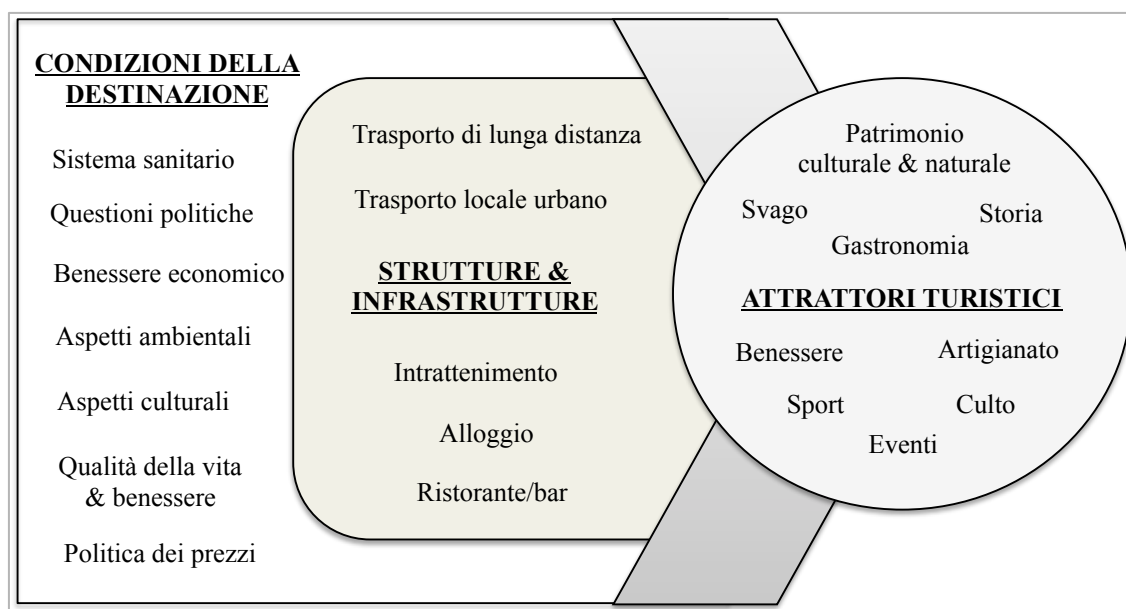 CONDIZIONI DELLA
DESTINAZIONE
Sistema sanitario
Questioni politiche
Benessere economico
Aspetti ambientali
Aspetti culturali
Qualità della vita
& benessere
Politica dei prezzi
Trasporto di lunga distanza
Trasporto locale urbano
STRUTTURE &
INFRASTRUTTURE
Intrattenimento
Alloggio
Ristorante/bar
Patrimonio
culturale & naturale
Svago
Storia
Gastronomia
ATTRATTORI TURISTICI
Benessere
Artigianato
Sport
Culto
Eventi